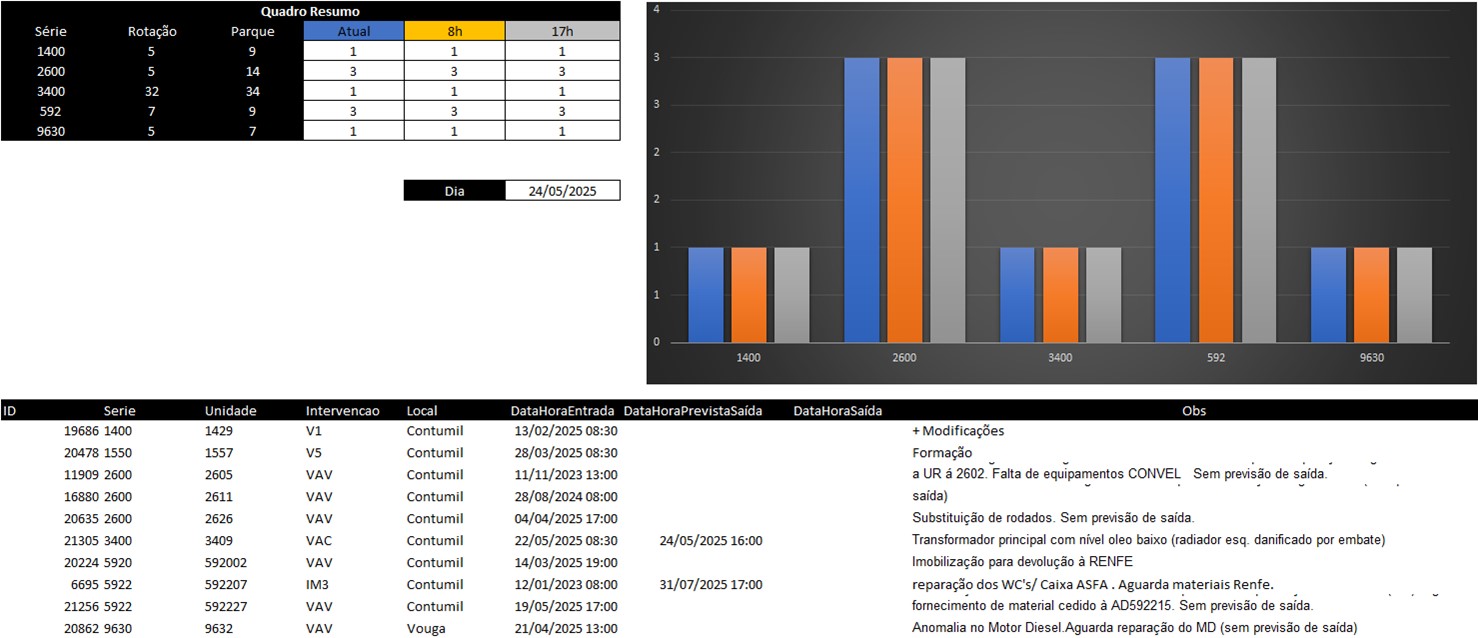 Quadro Resumo
Série Rotação Parque Atual 8h 17h
1400 5 9 1 1 1
2600 5 14 3 3 3
3400 32 34 1 1 1
592 7 9 3 3 3
9630 5 7 1 1 1
Dia 24/05/2025
4
3
3
2
2
1
1
0
1400 2600 3400 592 9630
ID Serie Unidade Intervencao Local DataHoraEntrada DataHoraPrevistaSaída DataHoraSaída Obs
19686 1400 1429 V1 Contumil 13/02/2025 08:30 + Modificações
20478 1550 1557 V5 Contumil 28/03/2025 08:30 Formação
11909 2600 2605 VAV Contumil 11/11/2023 13:00 a UR á 2602. Falta de equipamentos CONVEL Sem previsão de saída.
16880 2600 2611 VAV Contumil 28/08/2024 08:00 saída)
20635 2600 2626 VAV Contumil 04/04/2025 17:00 Substituição de rodados. Sem previsão de saída.
21305 3400 3409 VAC Contumil 22/05/2025 08:30 24/05/2025 16:00 Transformador principal com nível oleo baixo (radiador esq. danificado por embate)
20224 5920 592002 VAV Contumil 14/03/2025 19:00 Imobilização para devolução à RENFE
6695 5922 592207 IM3 Contumil 12/01/2023 08:00 31/07/2025 17:00 reparação dos WC's/ Caixa ASFA . Aguarda materiais Renfe.
21256 5922 592227 VAV Contumil 19/05/2025 17:00 fornecimento de material cedido à AD592215. Sem previsão de saída.
20862 9630 9632 VAV Vouga 21/04/2025 13:00 Anomalia no Motor Diesel.Aguarda reparação do MD (sem previsão de saída)